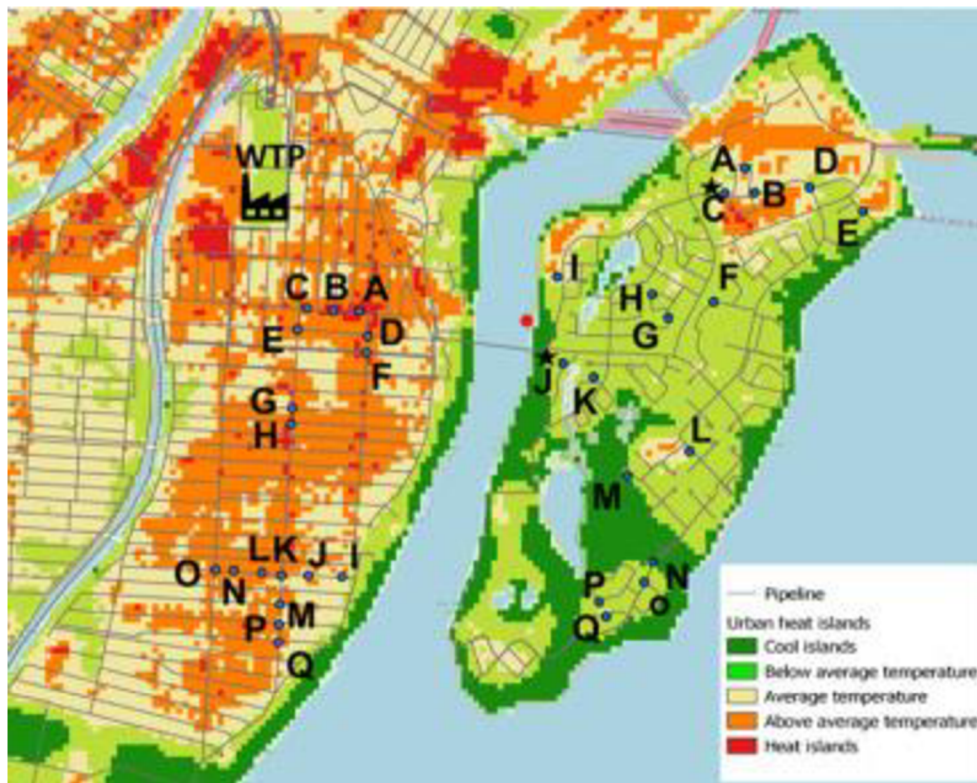 WTP
A
D
C
B
E
C B A
I
F
H
D
E
G
F
J
K
G
H
L
M
L K J I
O
N
N
P
M
O
P
Q
Q
Pipeline
Urban heat islands
Cool islands
Below average temperature
Average temperature
Above average temperature
Heat islands